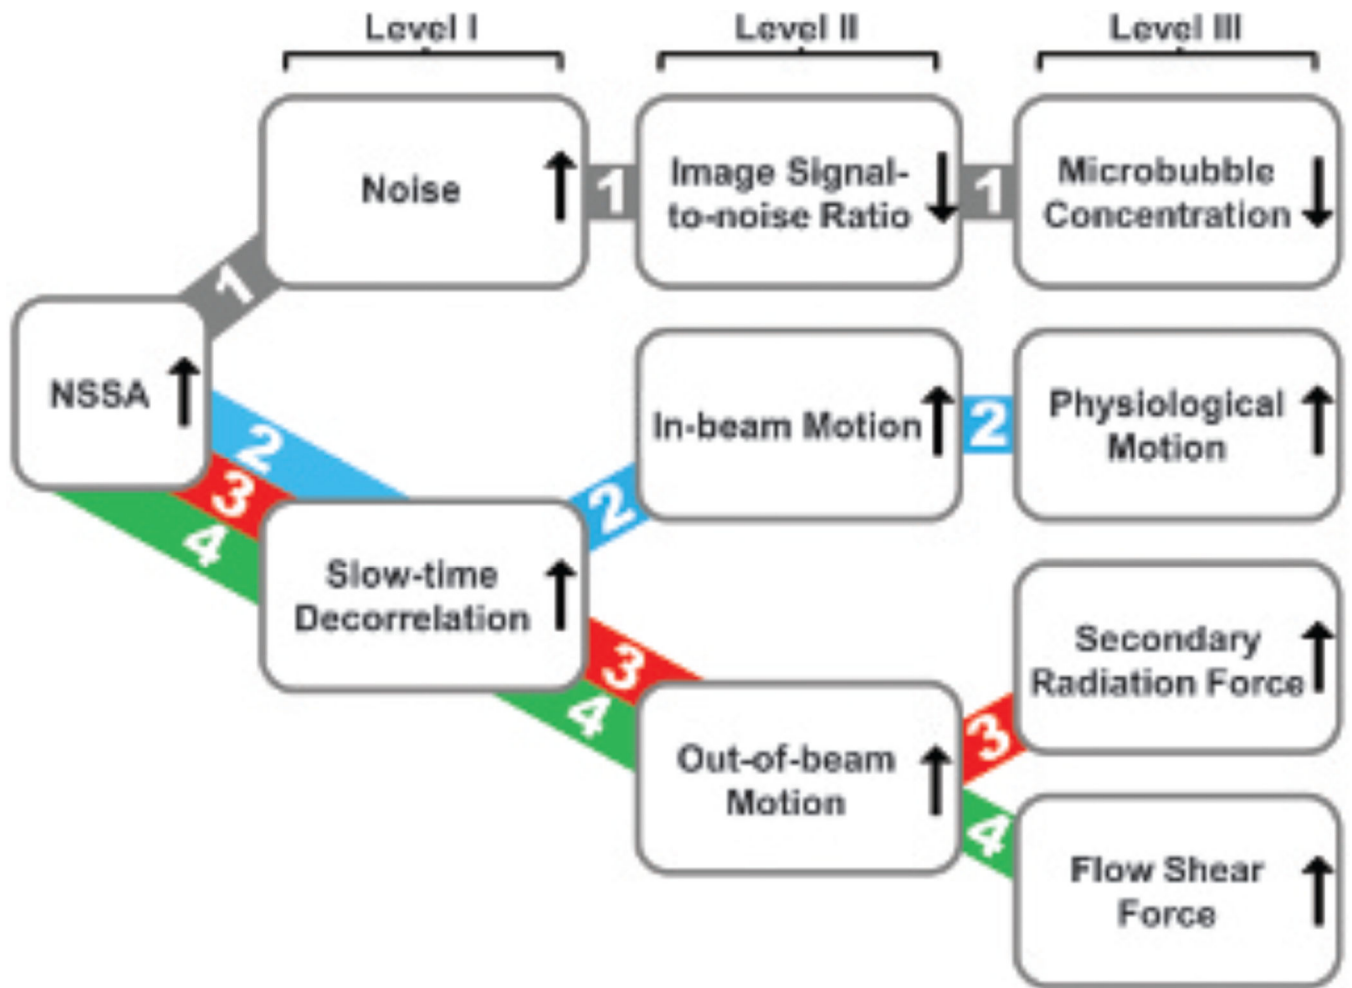 Level I
Level II
Level III
Noise
1
Image Signal-
to-noise Ratio
1
Microbubble
Concentration
1
NSSA
2
3
4
In-beam Motion
2
Physiological
Motion
2
Slow-time
Decorrelation
3
4
Secondary
Radiation Force
3
Out-of-beam
Motion
4
Flow Shear
Force